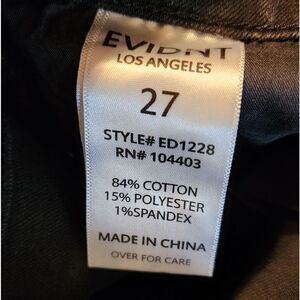 EVIDNT
LOS ANGELES
27
STYLE# ED1228
RN# 104403
84% COTTON
15% POLYESTER
1%SPANDEX
MADE IN CHINA
OVER FOR CARE